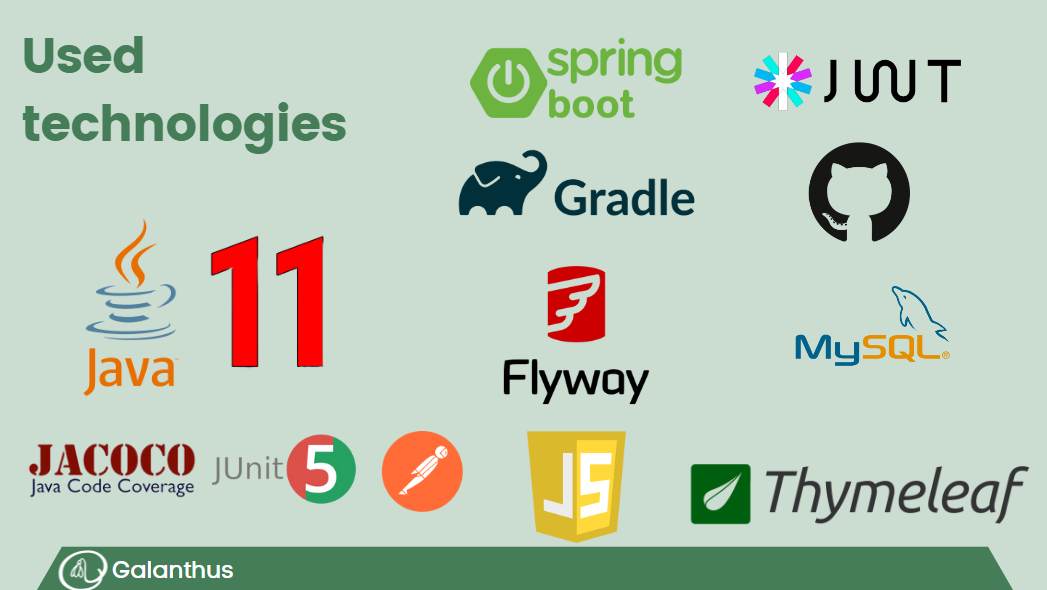 Used
technologies
spring
boot
JWT
Gradle
Java
11
Flyway
MySQL®
JACOCO
Java Code Coverage
JUnit 5
JS
Thymeleaf
Galanthus